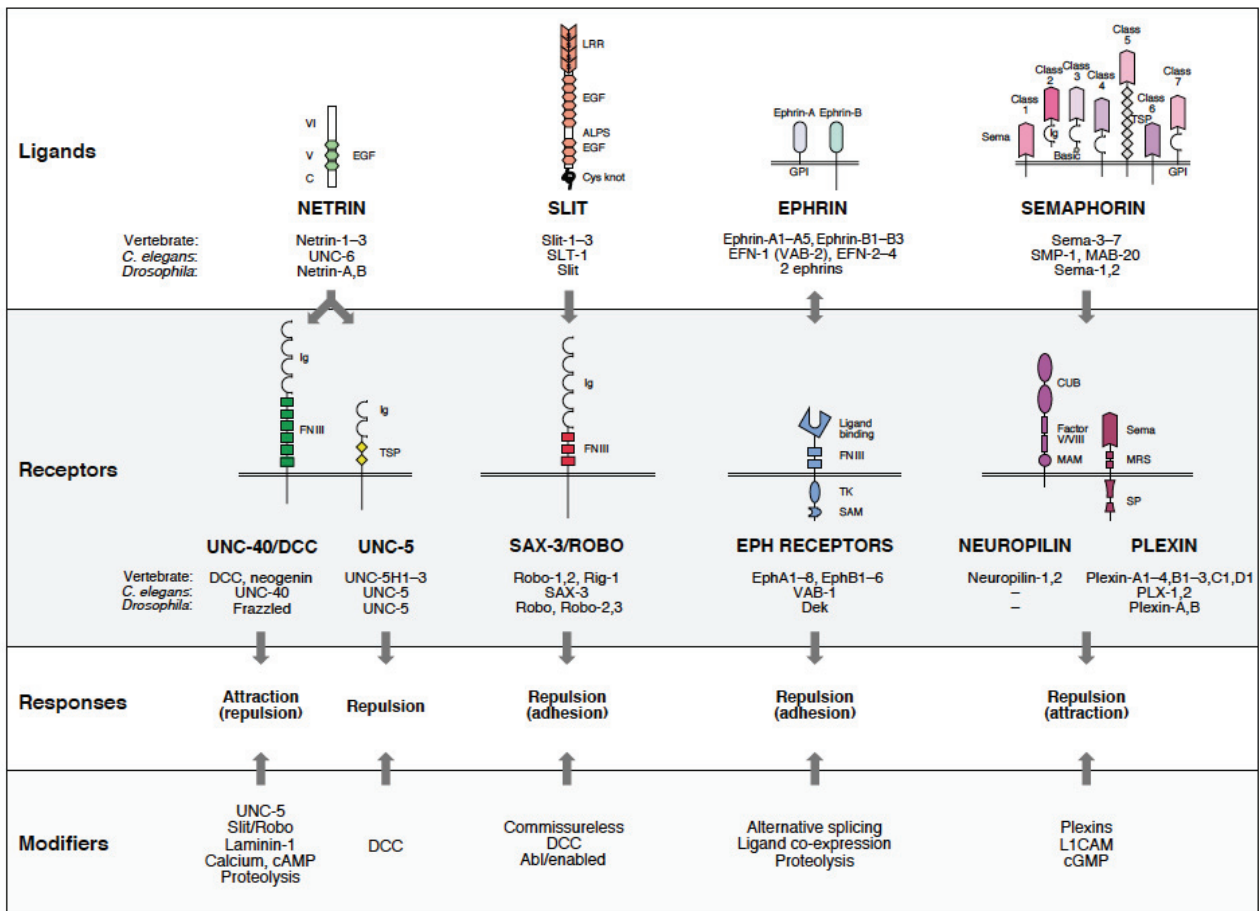 Ligands
VI
V
C
EGF
NETRIN
Vertebrate: Netrin-1–3
C. elegans: UNC-6
Drosophila: Netrin-A,B
LRR
EGF
ALPS
EGF
Cys knot
SLIT
Slit-1–3
SLT-1
Slit
Ephrin-A Ephrin-B
GPI
EPHRIN
Ephrin-A1–A5, Ephrin-B1–B3
EFN-1 (VAB-2), EFN-2–4
2 ephrins
Class
1
Class
2
Class
3
Class
4
Class
5
Class
6
Class
7
Sema
Ig
Basic
TSP
GPI
SEMAPHORIN
Sema-3–7
SMP-1, MAB-20
Sema-1,2
Receptors
Ig
FN III
UNC-40/DCC
Vertebrate: DCC, neogenin
C. elegans: UNC-40
Drosophila: Frazzled
Ig
TSP
UNC-5
UNC-5H1–3
UNC-5
UNC-5
Ig
FN III
SAX-3/ROBO
Robo-1,2, Rig-1
SAX-3
Robo, Robo-2,3
Ligand
binding
FN III
TK
SAM
EPH RECEPTORS
EphA1–8, EphB1–6
VAB-1
Dek
CUB
Factor
V/VIII
MAM
NEUROPILIN
Neuropilin-1,2
–
–
Sema
MRS
SP
PLEXIN
Plexin-A1–4,B1–3,C1,D1
PLX-1,2
Plexin-A,B
Responses
Attraction
(repulsion)
Repulsion
Repulsion
(adhesion)
Repulsion
(adhesion)
Repulsion
(attraction)
Modifiers
UNC-5
Slit/Robo
Laminin-1
Calcium, cAMP
Proteolysis
DCC
Commissureless
DCC
Abl/enabled
Alternative splicing
Ligand co-expression
Proteolysis
Plexins
L1CAM
cGMP